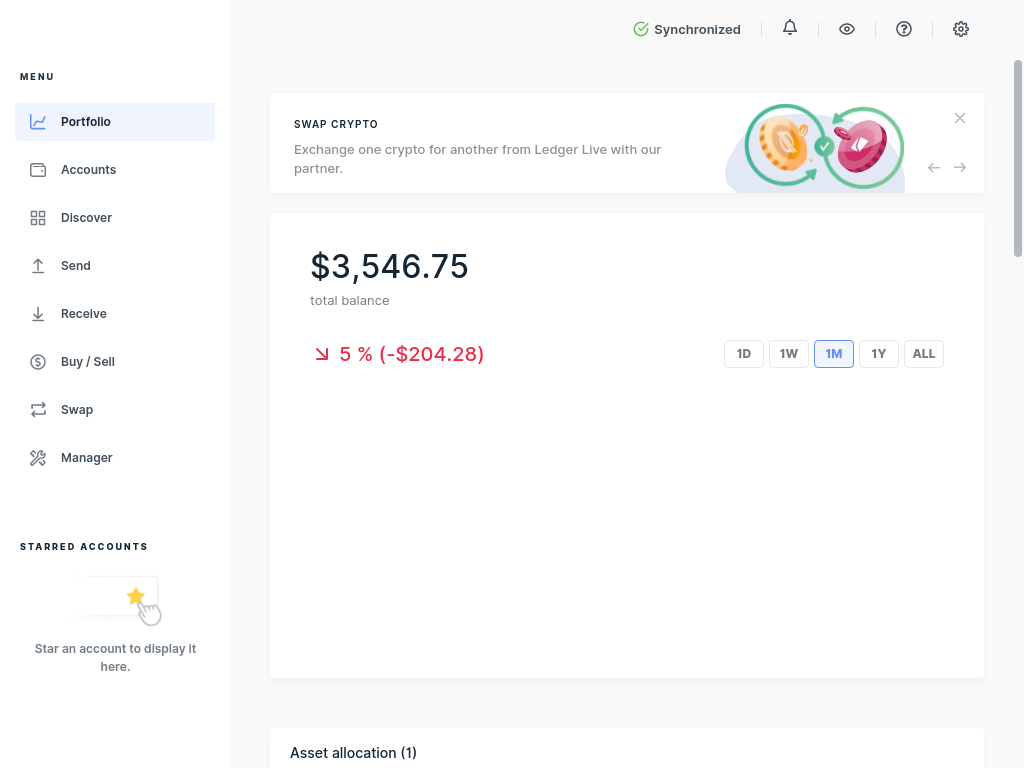 Synchronized
MENU
Portfolio
Accounts
Discover
Send
Receive
Buy / Sell
Swap
Manager
STARRED ACCOUNTS
Star an account to display it
here.
SWAP CRYPTO
Exchange one crypto for another from Ledger Live with our
partner.
$3,546.75
total balance
5 % (-$204.28)
1D 1W 1M 1Y ALL
Asset allocation (1)